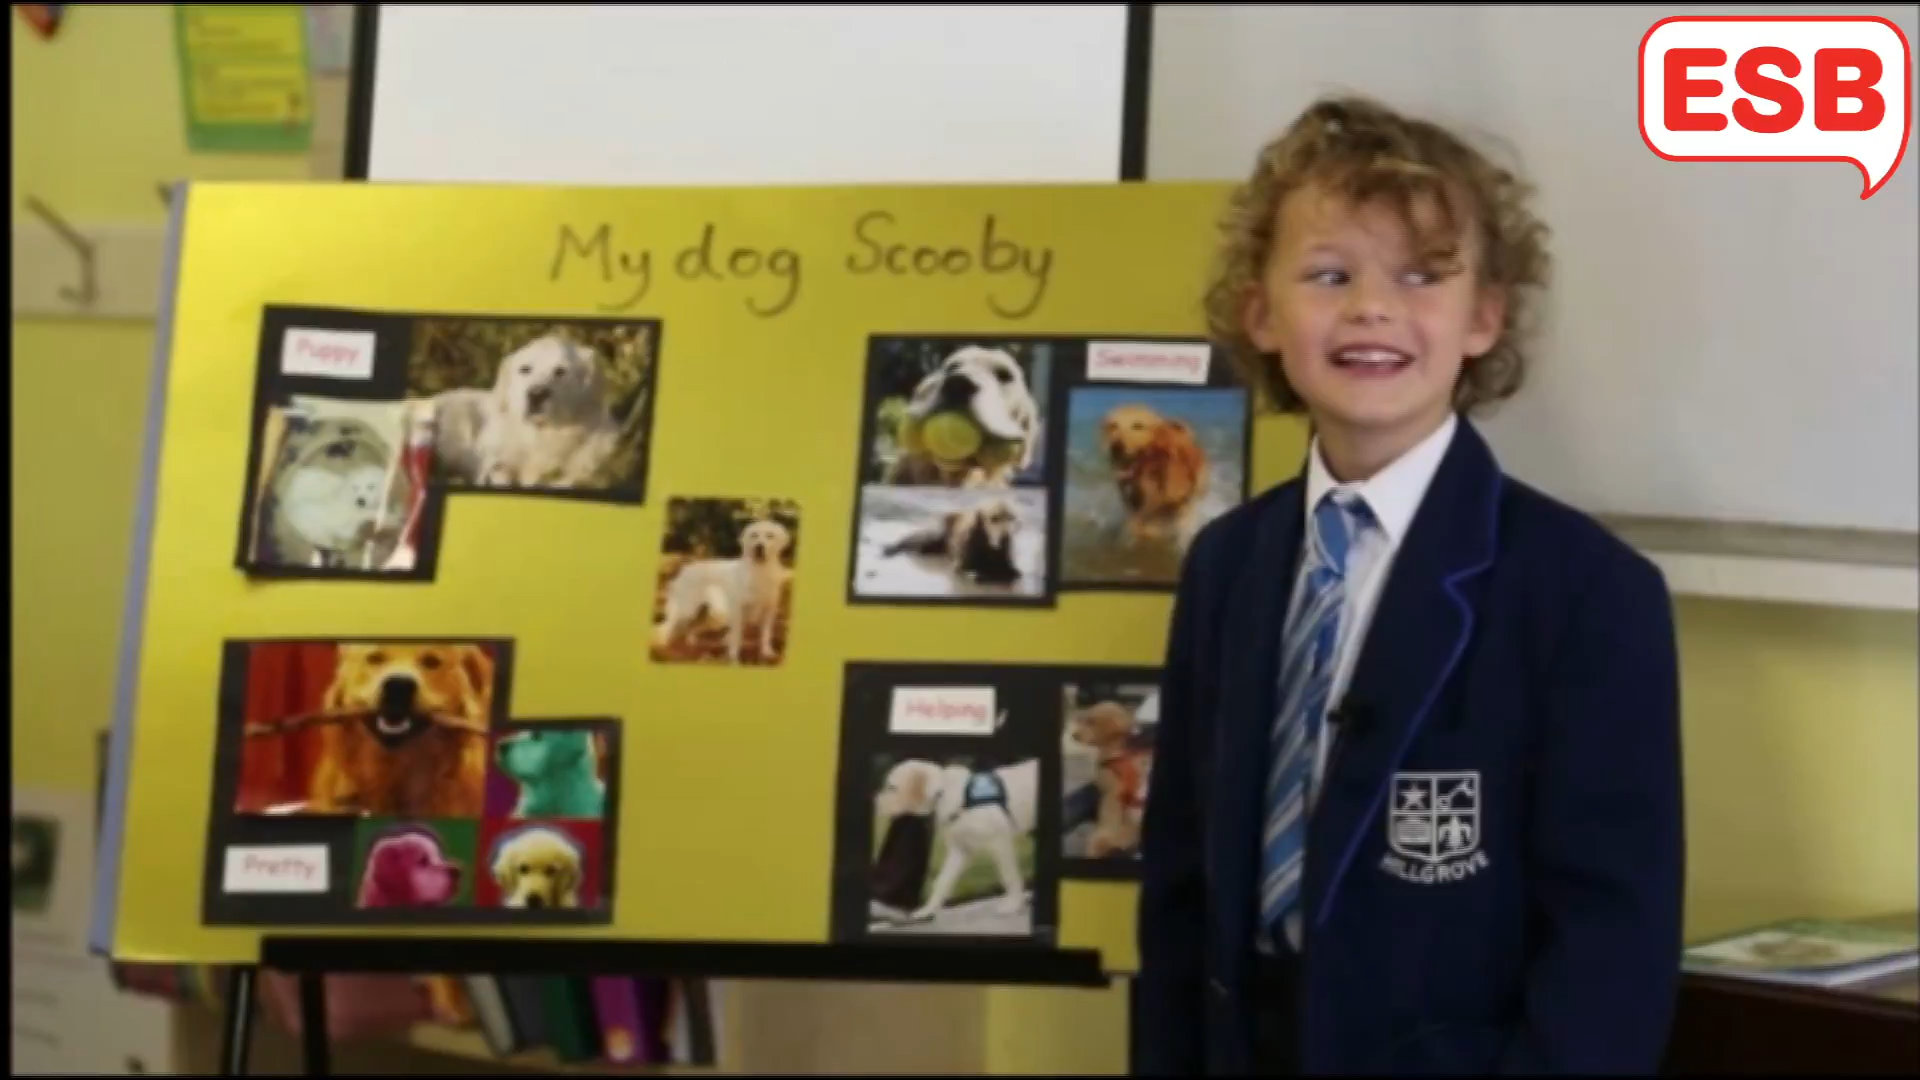 ESB
My dog Scooby
Puppy
Swimming
Helping
Pretty
HILLGROVE